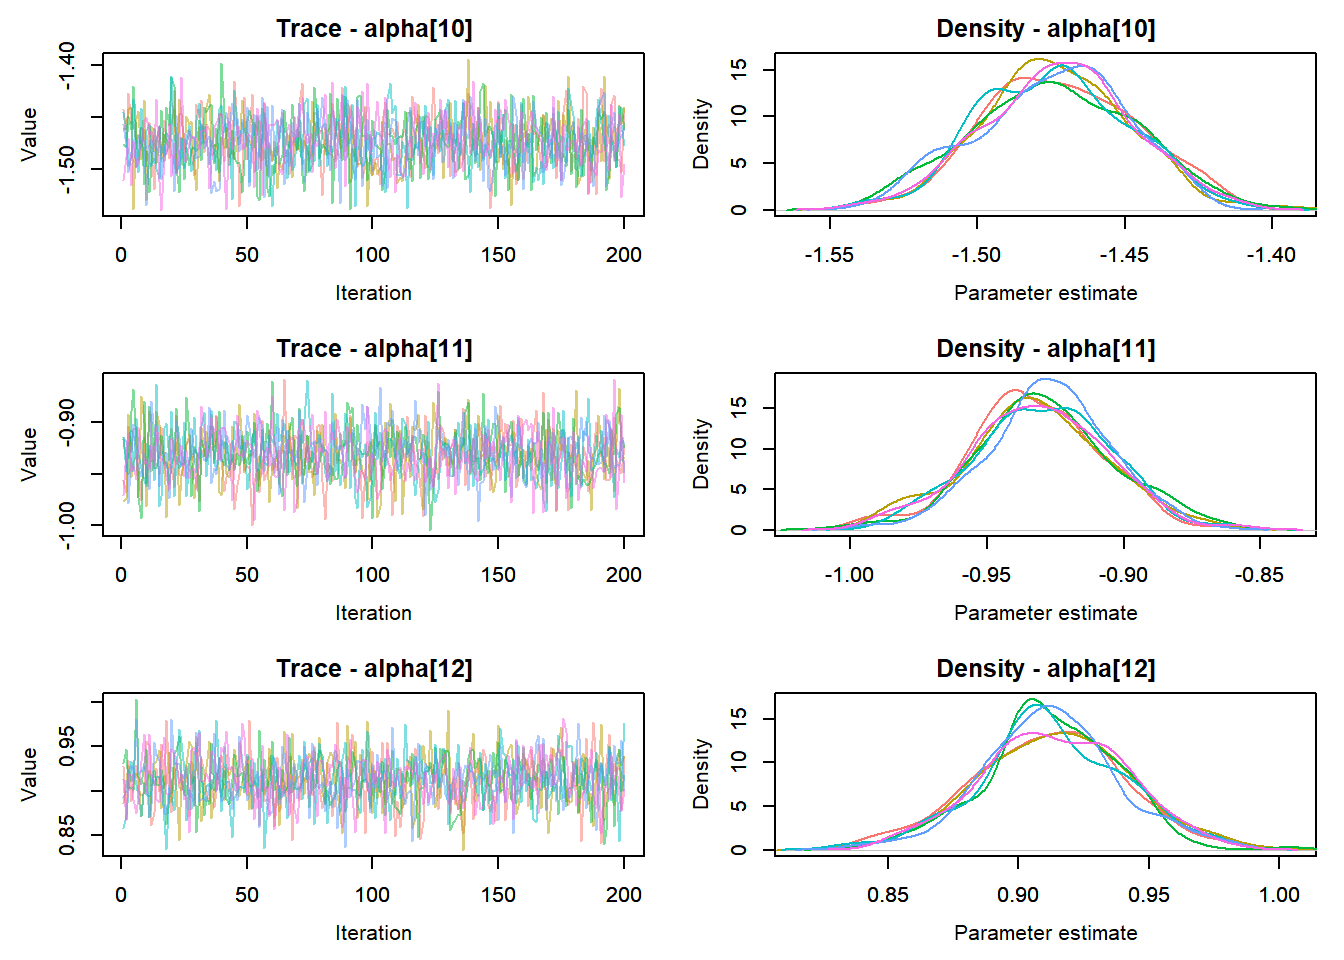 Trace - alpha[10]
Value
-1.40
-1.50
0 50 100 150 200
Iteration
Density - alpha[10]
Density
15
10
5
0
-1.55 -1.50 -1.45 -1.40
Parameter estimate
Trace - alpha[11]
Value
-0.90
-1.00
0 50 100 150 200
Iteration
Density - alpha[11]
Density
15
10
5
0
-1.00 -0.95 -0.90 -0.85
Parameter estimate
Trace - alpha[12]
Value
0.95
0.85
0 50 100 150 200
Iteration
Density - alpha[12]
Density
15
10
5
0
0.85 0.90 0.95 1.00
Parameter estimate